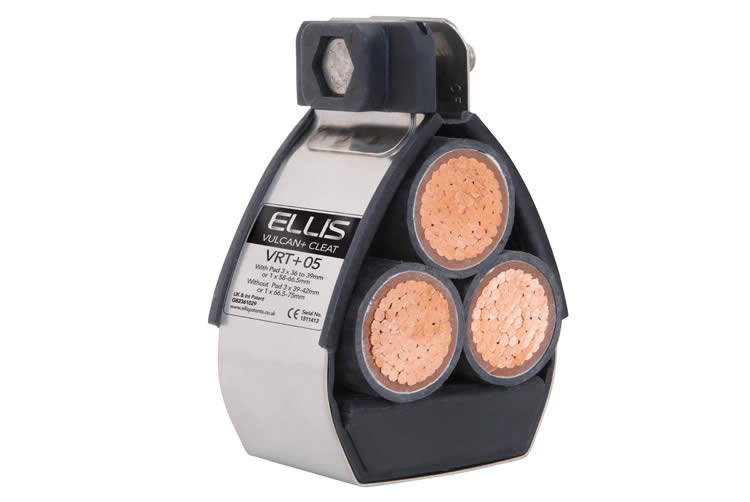 ELLIS
VULCAN+ CLEAT
VRT+05
With Pad 3 x 36 to 39mm
or 1 x 58-66.5mm
Without Pad 3 x 39-42mm
or 1 x 66.5-75mm
UK & Int Patent
GB2361029
www.ellispatents.co.uk
CE Serial No.
1511413